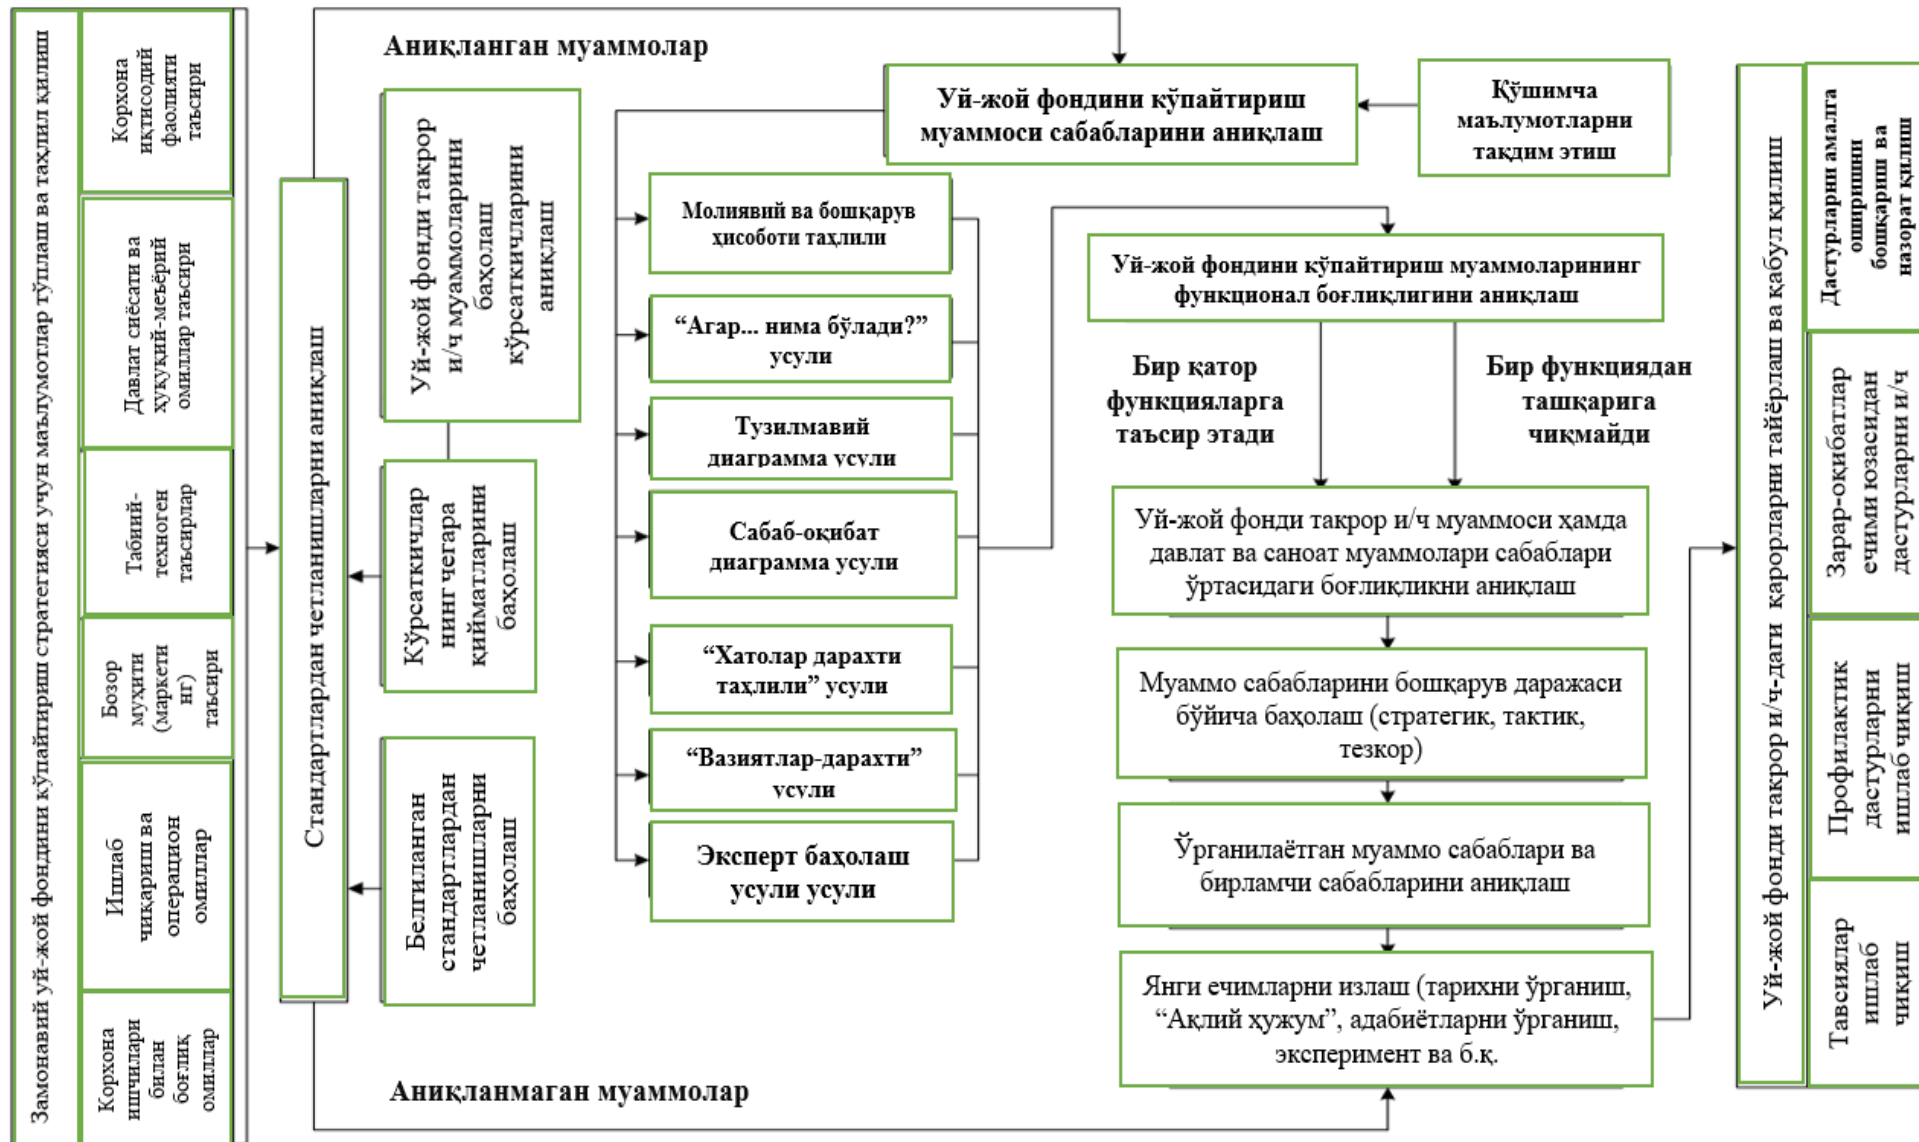 Замонавий уй-жой фондини кўпайтириш стратегияси учун маълумотлар тўплаш ва таҳлил қилиш
Корхона
иқтисодий
фаолияти
таъсири
Давлат сиёсати ва
ҳуқуқий-меъёрий
омиллар таъсири
Табиий-
техноген
таъсирлар
Бозор
муҳити
(маркети
нг)
таъсири
Ишлаб
чиқариш ва
операцион
омиллар
Корхона
ишчилари
билан
боғлиқ
омиллар
Стандартлардан четланишларни аниқлаш
Аниқланган муаммолар
Уй-жой фонди такрор
и/ч муаммоларини
баҳолаш
кўрсаткичларини
аниқлаш
Кўрсаткичлар
нинг чегара
қийматларини
баҳолаш
Белгиланган
стандартлардан
четланишларни
баҳолаш
Аниқланмаган муаммолар
Уй-жой фондини кўпайтириш
муаммоси сабабларини аниқлаш
Қўшимча
маълумотларни
тақдим этиш
Молиявий ва бошқарув
ҳисоботи таҳлили
“Агар... нима бўлади?”
усули
Тузилмавий
диаграмма усули
Сабаб-оқибат
диаграмма усули
“Хатолар дарахти
таҳлили” усули
“Вазиятлар-дарахти”
усули
Эксперт баҳолаш
усули усули
Уй-жой фондини кўпайтириш муаммоларининг
функционал боғлиқлигини аниқлаш
Бир қатор
функцияларга
таъсир этади
Бир функциядан
ташқарига
чиқмайди
Уй-жой фонди такрор и/ч муаммоси ҳамда
давлат ва саноат муаммолари сабаблари
ўртасидаги боғлиқликни аниқлаш
Муаммо сабабларини бошқарув даражаси
бўйича баҳолаш (стратегик, тактик,
тезкор)
Ўрганилаётган муаммо сабаблари ва
бирламчи сабабларини аниқлаш
Янги ечимларни излаш (тарихни ўрганиш,
“Ақлий ҳужум”, адабиётларни ўрганиш,
эксперимент ва б.қ.
Уй-жой фонди такрор и/ч-даги қарорларни тайёрлаш ва қабул қилиш
Дастурларни амалга
оширишни
бошқариш ва
назорат қилиш
Зарар-оқибатлар
ечими юзасидан
дастурларни и/ч
Профилактик
дастурларни
ишлаб чиқиш
Тавсиялар
ишлаб
чиқиш